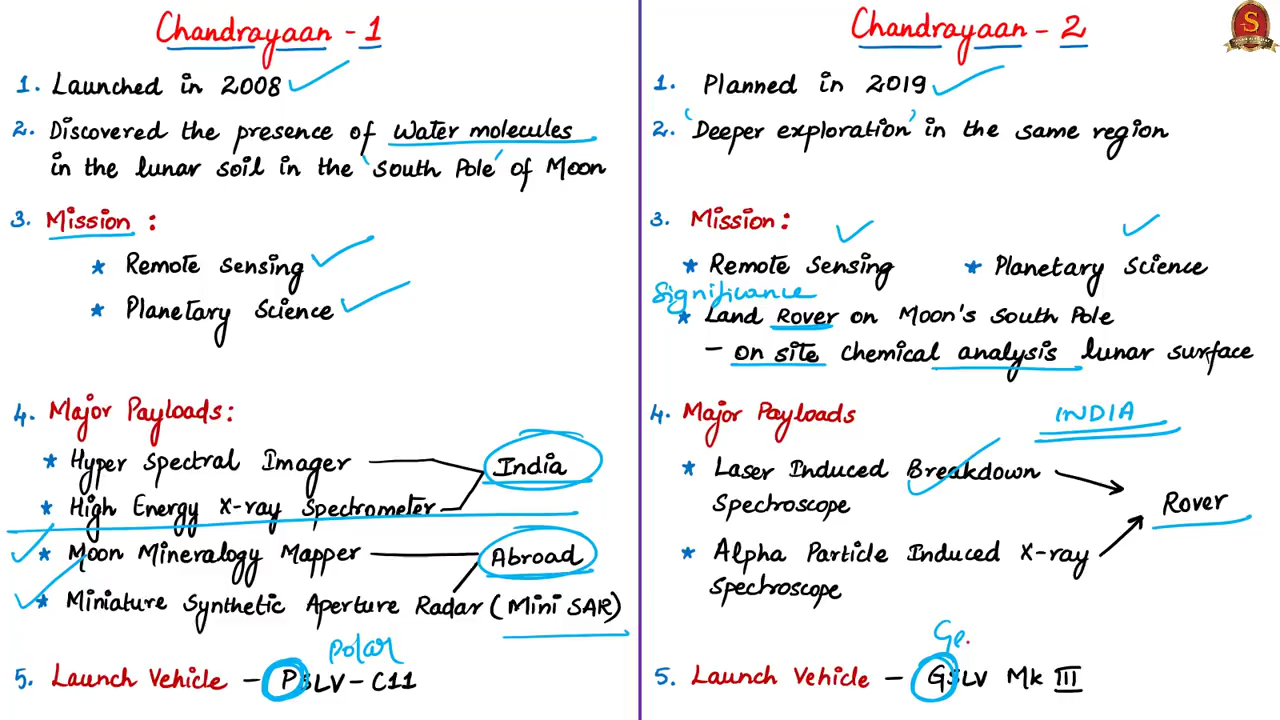 Chandrayaan - 1
1. Launched in 2008
2. Discovered the presence of water molecules
in the lunar soil in the 'south Pole' of Moon
3. Mission :
* Remote sensing
* Planetary Science
4. Major Payloads:
* Hyper spectral Imager
India
* High Energy X-ray spectrometer
* Moon Mineralogy Mapper
Abroad
* Miniature Synthetic Aperture Radar (Mini SAR)
polar
5. Launch Vehicle - PSLV - C11
Chandrayaan - 2
S
1. Planned in 2019
2. 'Deeper exploration' in the same region
3. Mission:
* Remote sensing * Planetary science
significance
* Land Rover on Moon's south Pole
- on site chemical analysis lunar surface
4. Major Payloads
INDIA
* Laser Induced Breakdown
Spectroscope
Rover
* Alpha Particle Induced X-ray
spectroscope
Ge.
5. Launch Vehicle - GSLV Mk III